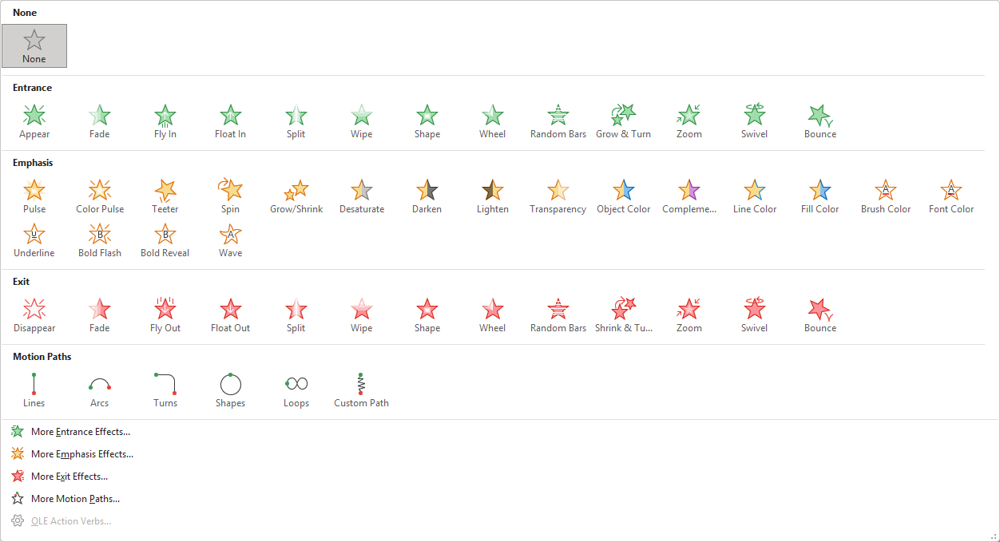 None
None
Entrance
Appear Fade Fly In Float In Split Wipe Shape Wheel Random Bars Grow & Turn Zoom Swivel Bounce
Emphasis
Pulse Color Pulse Teeter Spin Grow/Shrink Desaturate Darken Lighten Transparency Object Color Compleme... Line Color Fill Color Brush Color Font Color
Underline Bold Flash Bold Reveal Wave
Exit
Disappear Fade Fly Out Float Out Split Wipe Shape Wheel Random Bars Shrink & Tu... Zoom Swivel Bounce
Motion Paths
Lines Arcs Turns Shapes Loops Custom Path
More Entrance Effects...
More Emphasis Effects...
More Exit Effects...
More Motion Paths...
OLE Action Verbs...